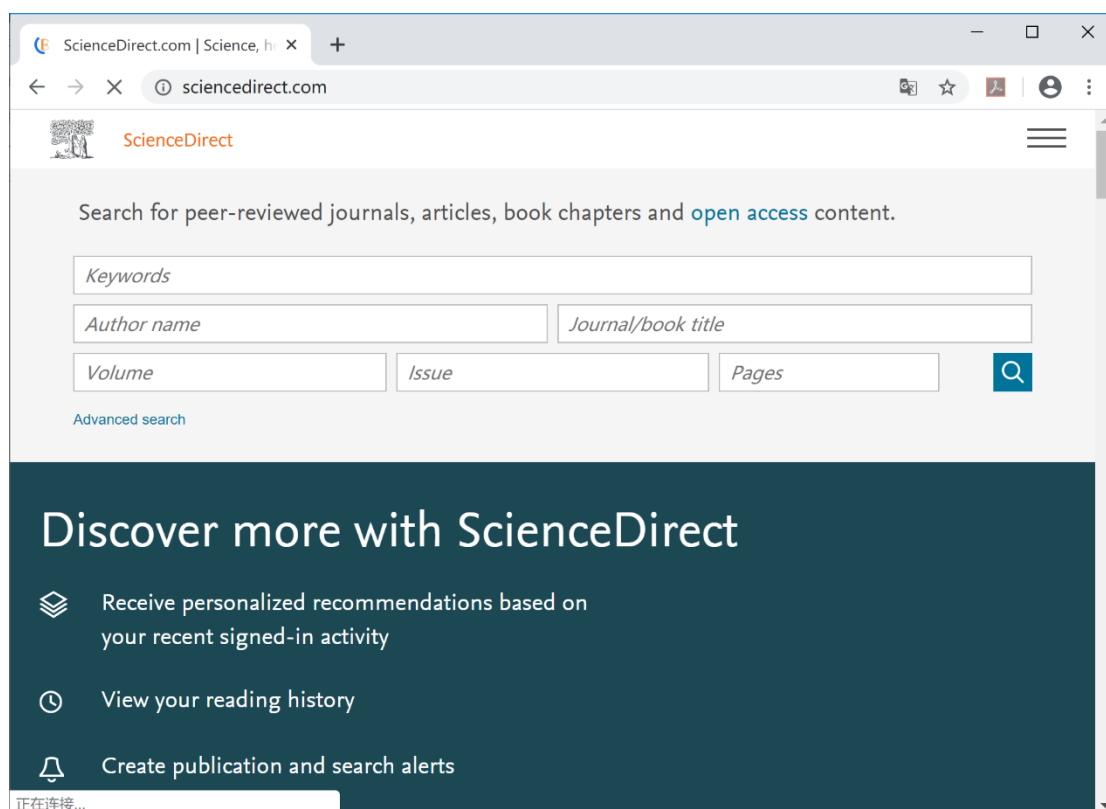 ScienceDirect.com | Science, h
sciencedirect.com
ScienceDirect
Search for peer-reviewed journals, articles, book chapters and open access content.
Keywords
Author name
Journal/book title
Volume
Issue
Pages
Advanced search
Discover more with ScienceDirect
Receive personalized recommendations based on
your recent signed-in activity
View your reading history
Create publication and search alerts
正在连接...